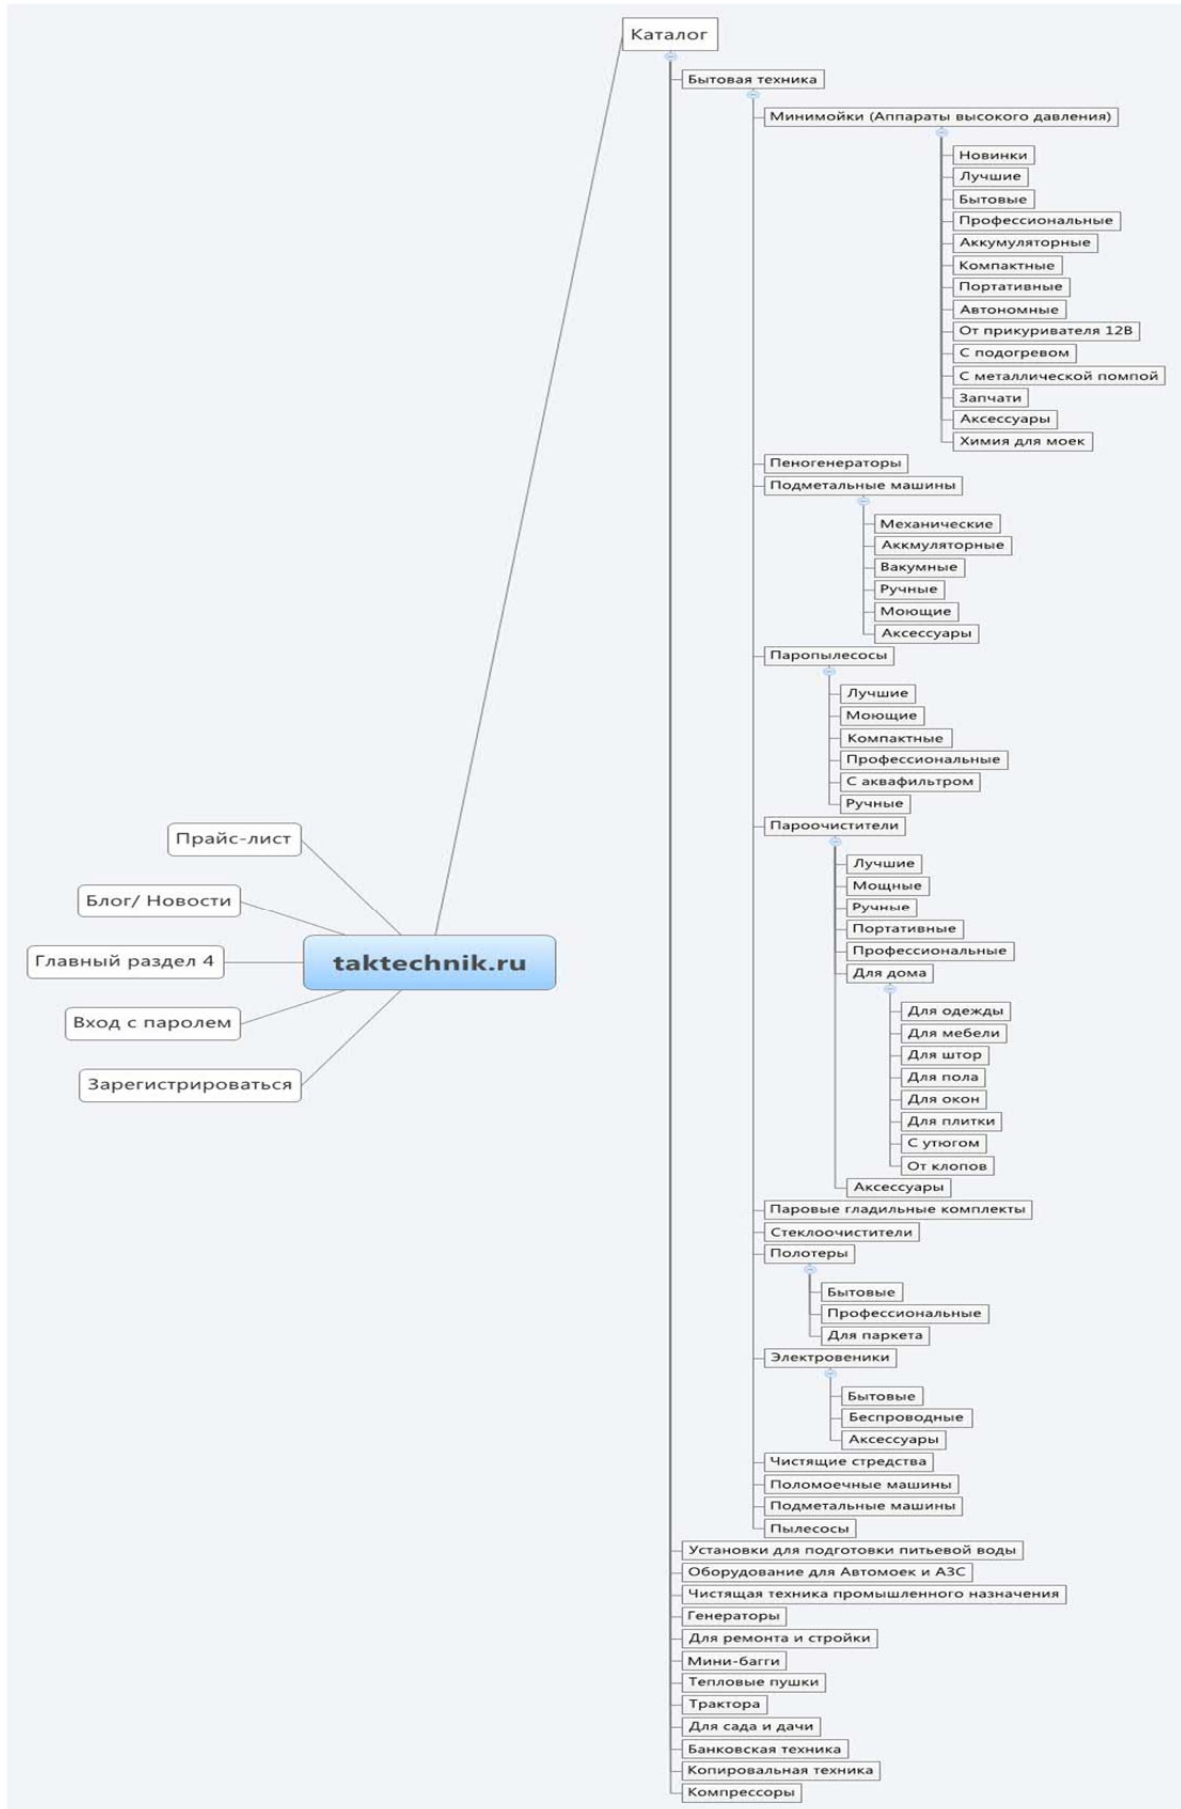 Каталог
Бытовая техника
Минимойки (Аппараты высокого давления)
Новинки
Лучшие
Бытовые
Профессиональные
Аккумуляторные
Компактные
Портативные
Автономные
От прикуривателя 12В
С подогревом
С металлической помпой
Запчати
Аксессуары
Химия для моек
Пеногенераторы
Подметальные машины
Механические
Аккмуляторные
Вакумные
Ручные
Моющие
Аксессуары
Паропылесосы
Лучшие
Моющие
Компактные
Профессиональные
С аквафильтром
Ручные
Пароочистители
Лучшие
Мощные
Ручные
Портативные
Профессиональные
Для дома
Для одежды
Для мебели
Для штор
Для пола
Для окон
Для плитки
С утюгом
От клопов
Аксессуары
Паровые гладильные комплекты
Стеклоочистители
Полотеры
Бытовые
Профессиональные
Для паркета
Электровеники
Бытовые
Беспроводные
Аксессуары
Чистящие стредства
Поломоечные машины
Подметальные машины
Пылесосы
Установки для подготовки питьевой воды
Оборудование для Автомоек и АЗС
Чистящая техника промышленного назначения
Генераторы
Для ремонта и стройки
Мини-багги
Тепловые пушки
Трактора
Для сада и дачи
Банковская техника
Копировальная техника
Компрессоры
Прайс-лист
Блог/ Новости
Главный раздел 4
taktechnik.ru
Вход с паролем
Зарегистрироваться